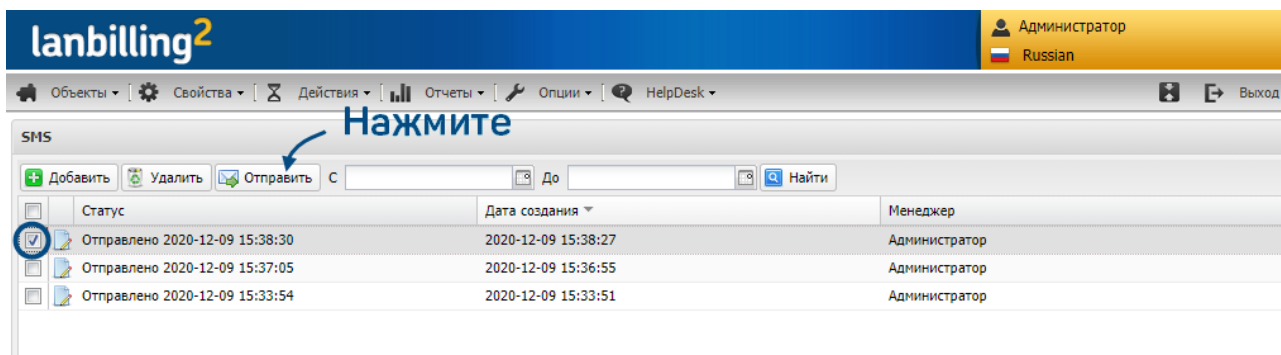 lanbilling2
Администратор
Russian
Объекты Свойства Действия Отчеты Опции HelpDesk Выход
Нажмите
SMS
Добавить Удалить Отправить С До Найти
Статус Дата создания Менеджер
Отправлено 2020-12-09 15:38:30 2020-12-09 15:38:27 Администратор
Отправлено 2020-12-09 15:37:05 2020-12-09 15:36:55 Администратор
Отправлено 2020-12-09 15:33:54 2020-12-09 15:33:51 Администратор